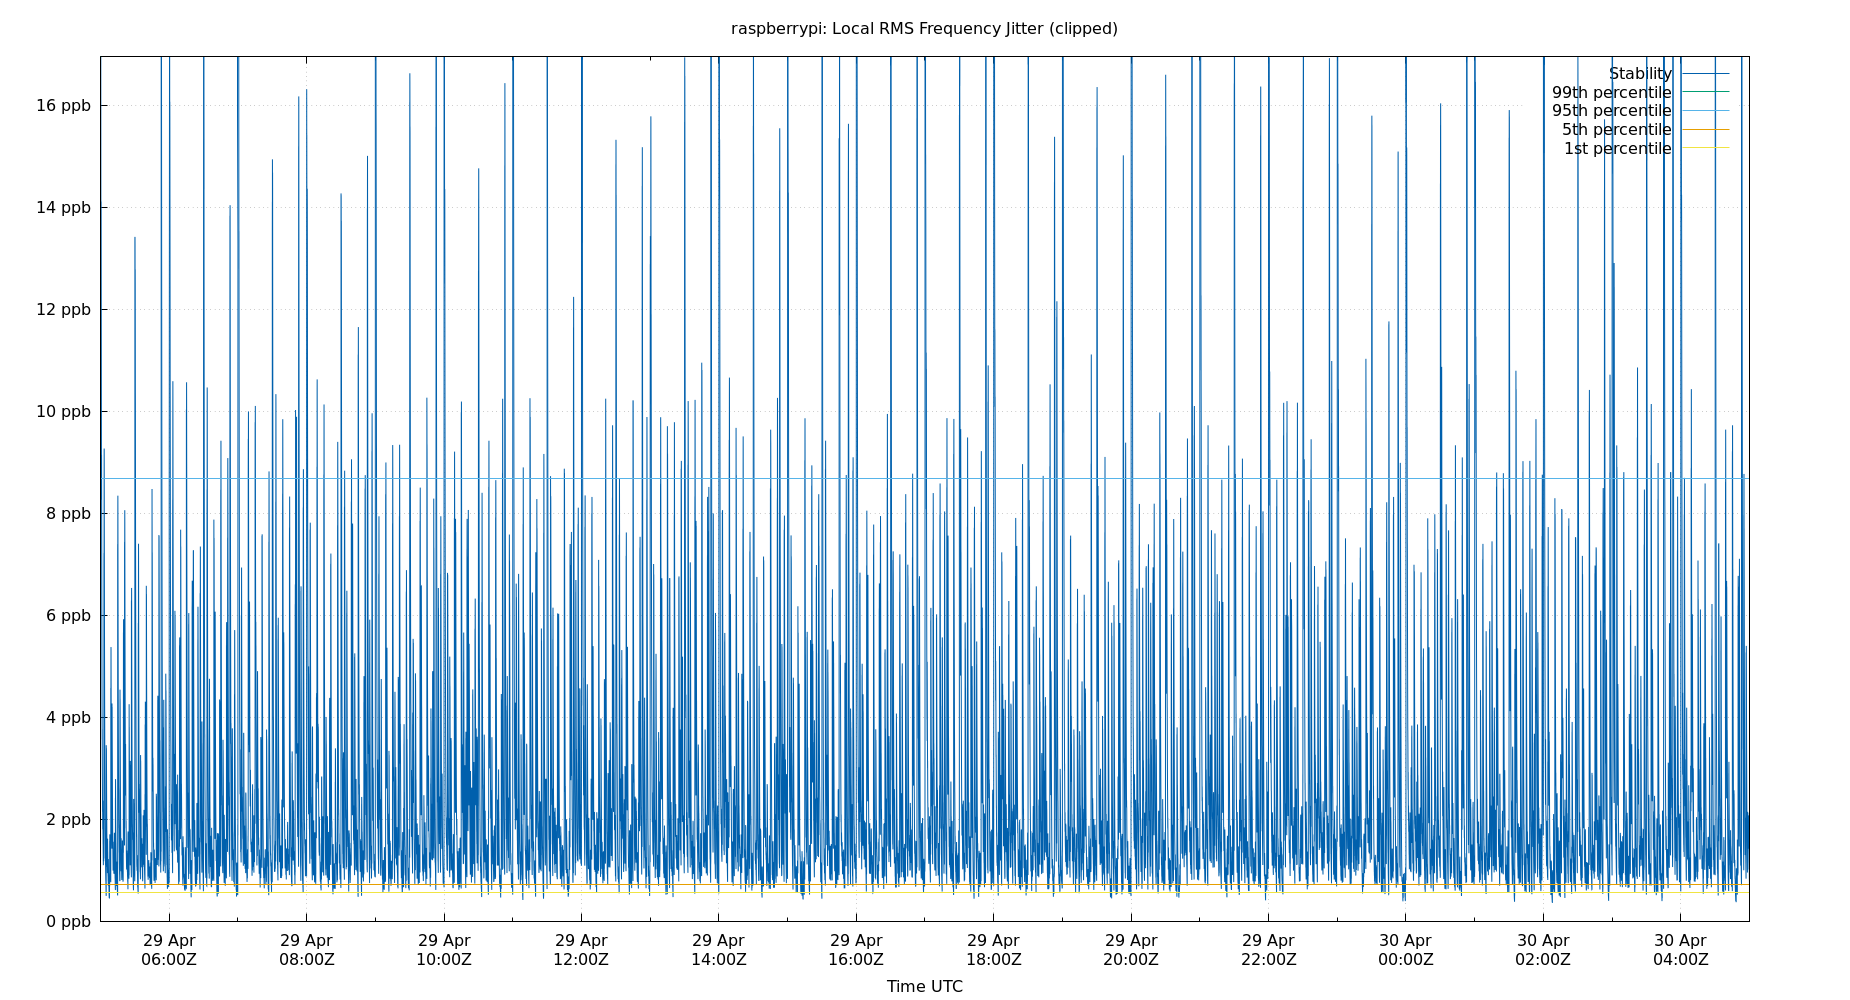 raspberrypi: Local RMS Frequency Jitter (clipped)
Stability
99th percentile
95th percentile
5th percentile
1st percentile
16 ppb
14 ppb
12 ppb
10 ppb
8 ppb
6 ppb
4 ppb
2 ppb
0 ppb
29 Apr 29 Apr 29 Apr 29 Apr 29 Apr 29 Apr 29 Apr 29 Apr 29 Apr 30 Apr 30 Apr 30 Apr
06:00Z 08:00Z 10:00Z 12:00Z 14:00Z 16:00Z 18:00Z 20:00Z 22:00Z 00:00Z 02:00Z 04:00Z
Time UTC